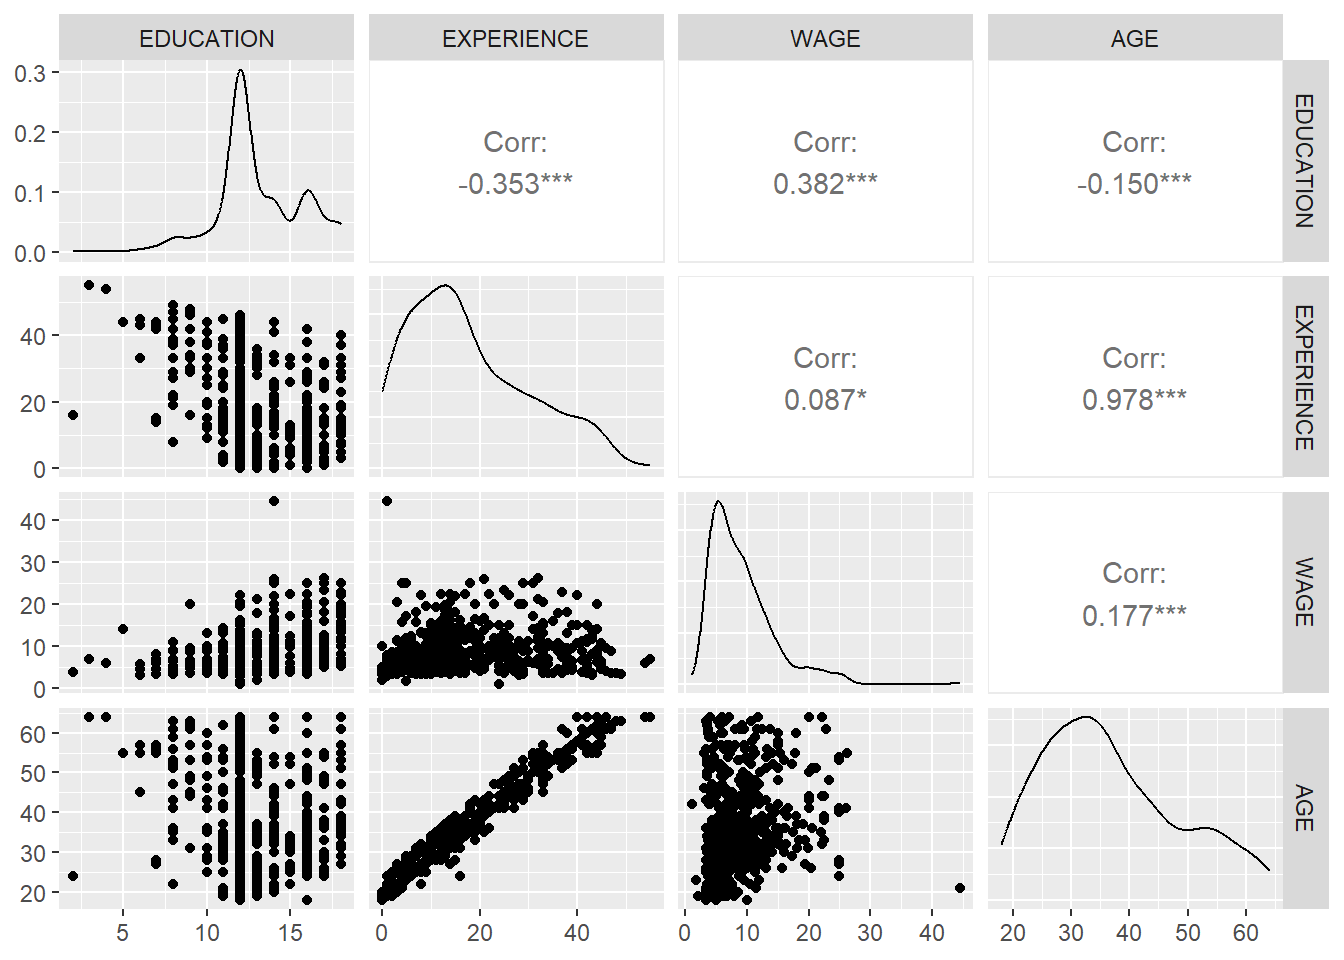 EDUCATION EXPERIENCE WAGE AGE
0.3
0.2
0.1
0.0
Corr:
-0.353***
Corr:
0.382***
Corr:
-0.150***
EDUCATION
40
20
0
Corr:
0.087*
Corr:
0.978***
EXPERIENCE
40
30
20
10
0
Corr:
0.177***
WAGE
60
50
40
30
20
AGE
5 10 15 0 20 40 0 10 20 30 40 20 30 40 50 60